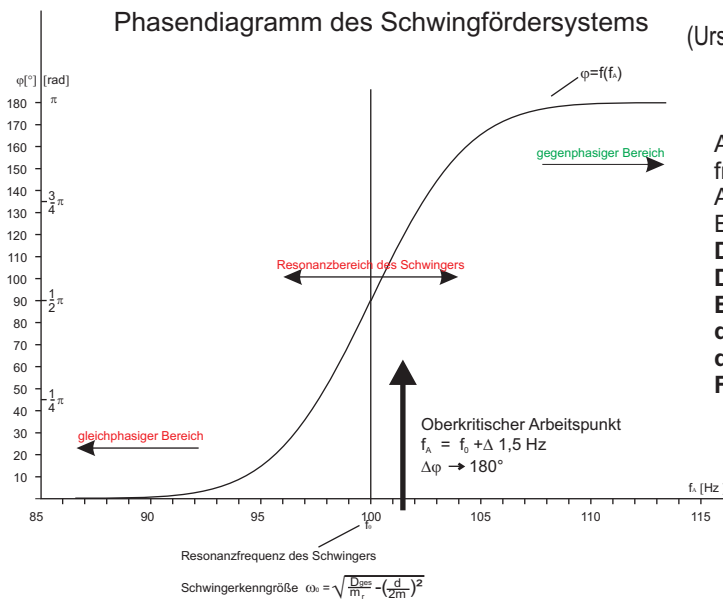 Phasendiagramm des Schwingfördersystems
(Urs
φ[°] [rad]
φ=f(fA)
180 π
170
160
150
140
130
120
110
100
90
80
70
60
50
40
30
20
10
3/4 π
1/2 π
1/4 π
gegenphasiger Bereich
Resonanzbereich des Schwingers
gleichphasiger Bereich
Oberkritischer Arbeitspunkt
fA = f0 +Δ 1,5 Hz
Δφ → 180°
fA [Hz]
85 90 95 100 105 110 115
f0
Resonanzfrequenz des Schwingers
Schwingerkenngröße ω0 = √(Dges/mr - (d/2m)²)
A
fr
A
E
D
D
E
d
d
F